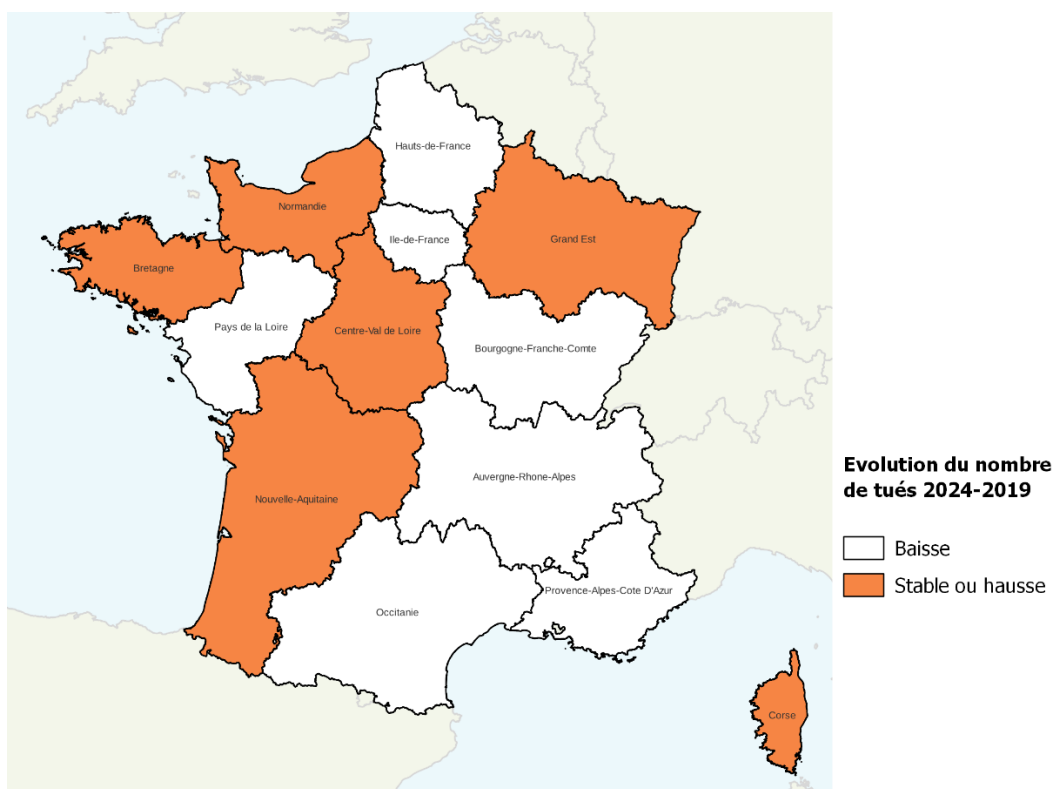 Hauts-de-France
Normandie
Ile-de-France
Grand Est
Bretagne
Pays de la Loire
Centre-Val de Loire
Bourgogne-Franche-Comte
Auvergne-Rhone-Alpes
Nouvelle-Aquitaine
Provence-Alpes-Cote D'Azur
Occitanie
Corse
Evolution du nombre
de tués 2024-2019
Baisse
Stable ou hausse